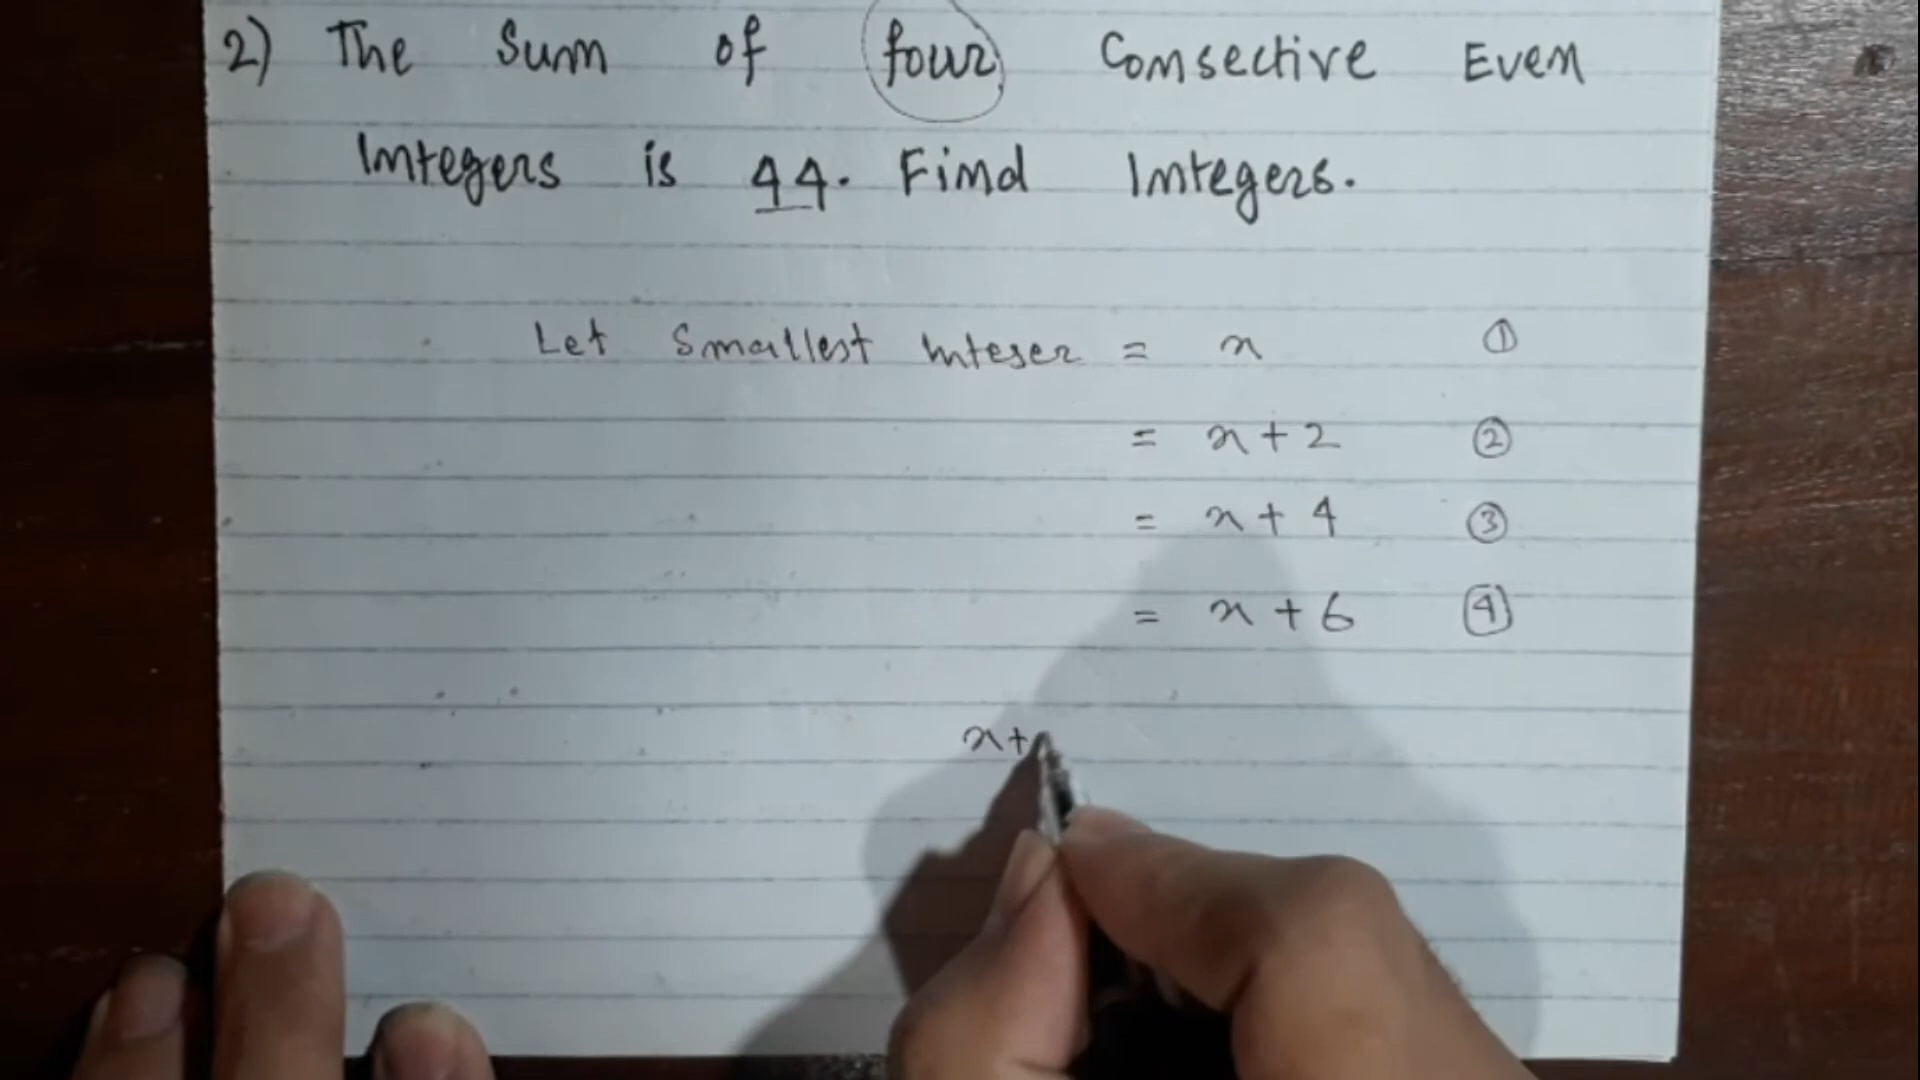 2) The Sum of four Consective Even
Integers is 44. Find Integers.
Let Smallest Integer = x ①
= x + 2 ②
= x + 4 ③
= x + 6 ④
x +